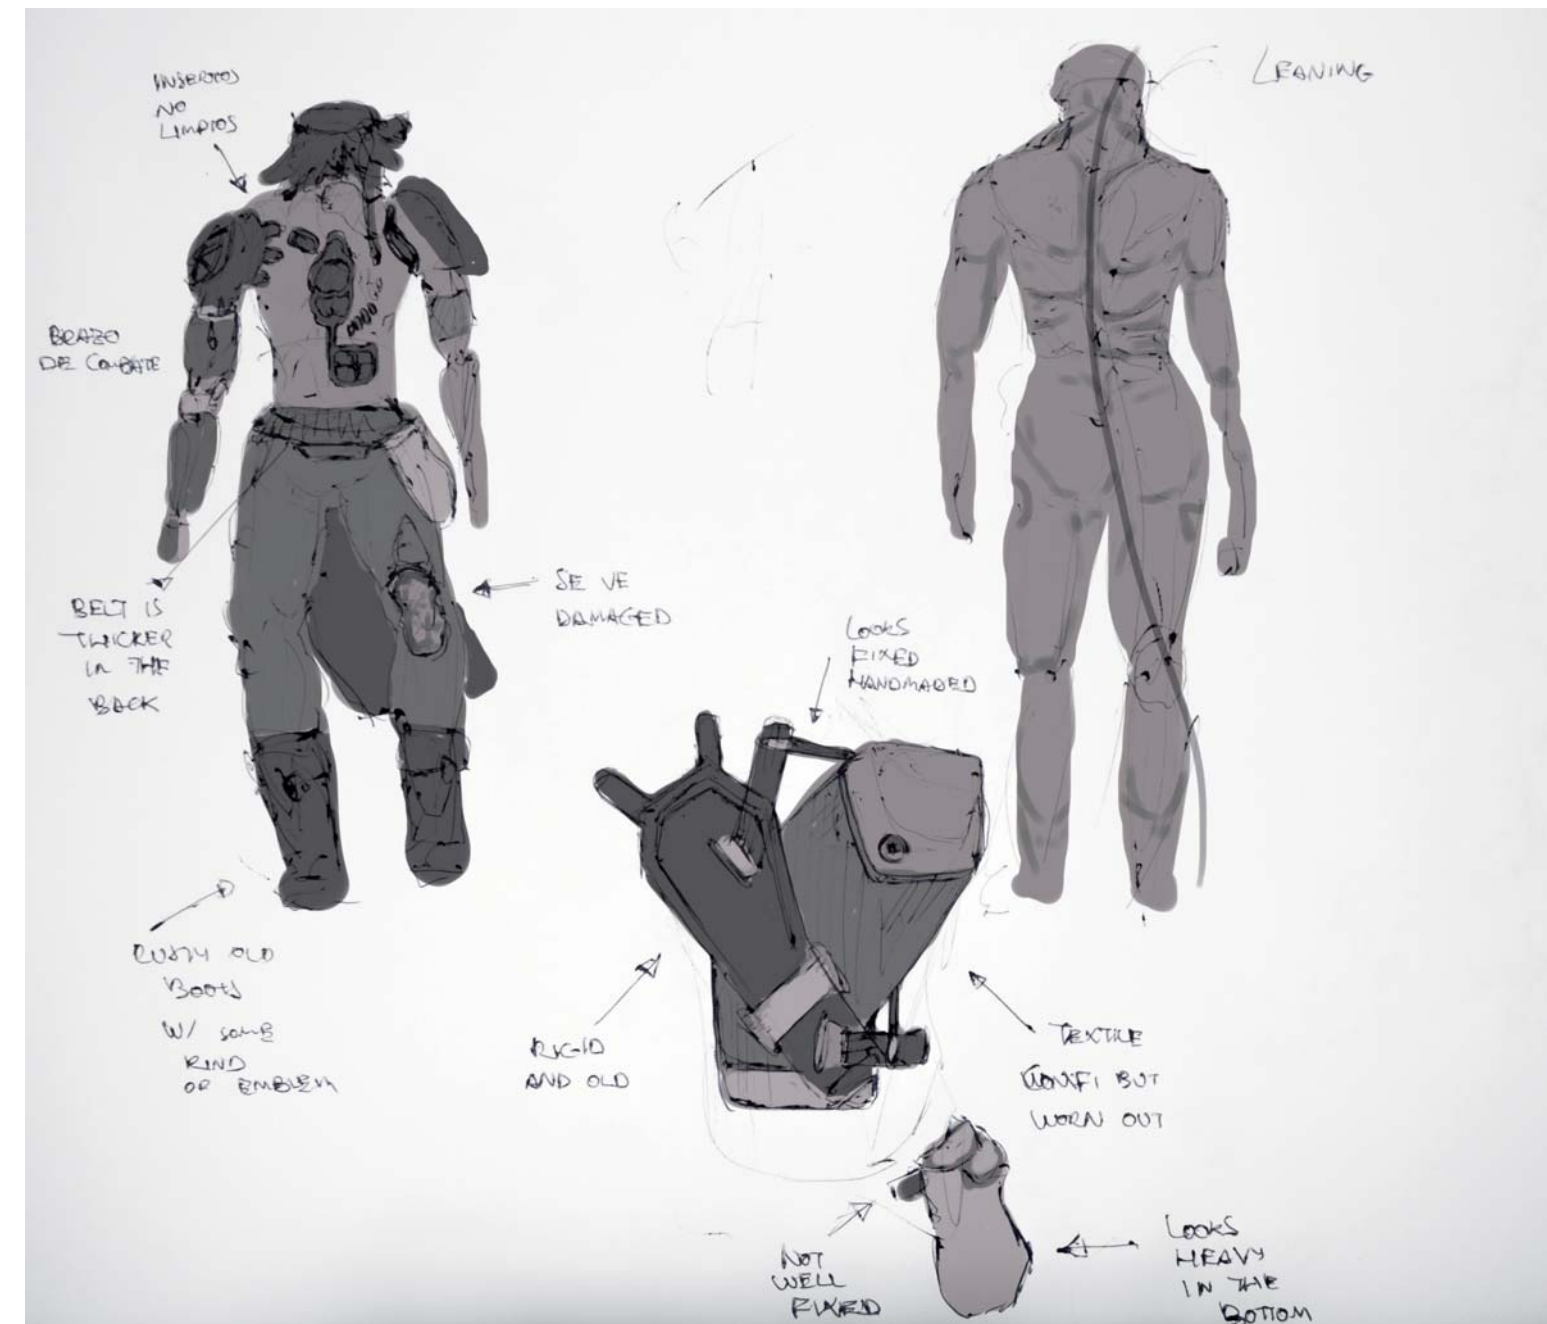 INSERTOS
NO
LIMPIOS
LEANING
BRAZO
DE COMBATE
BELT IS
THICKER
IN THE
BACK
SE VE
DAMAGED
LOOKS
FIXED
HANDMADED
RUSTY OLD
BOOTS
W/ SOME
KIND
OF EMBLEM
RIGID
AND OLD
TEXTILE
BUT
WORN OUT
NOT
WELL
FIXED
LOOKS
HEAVY
IN THE
BOTTOM